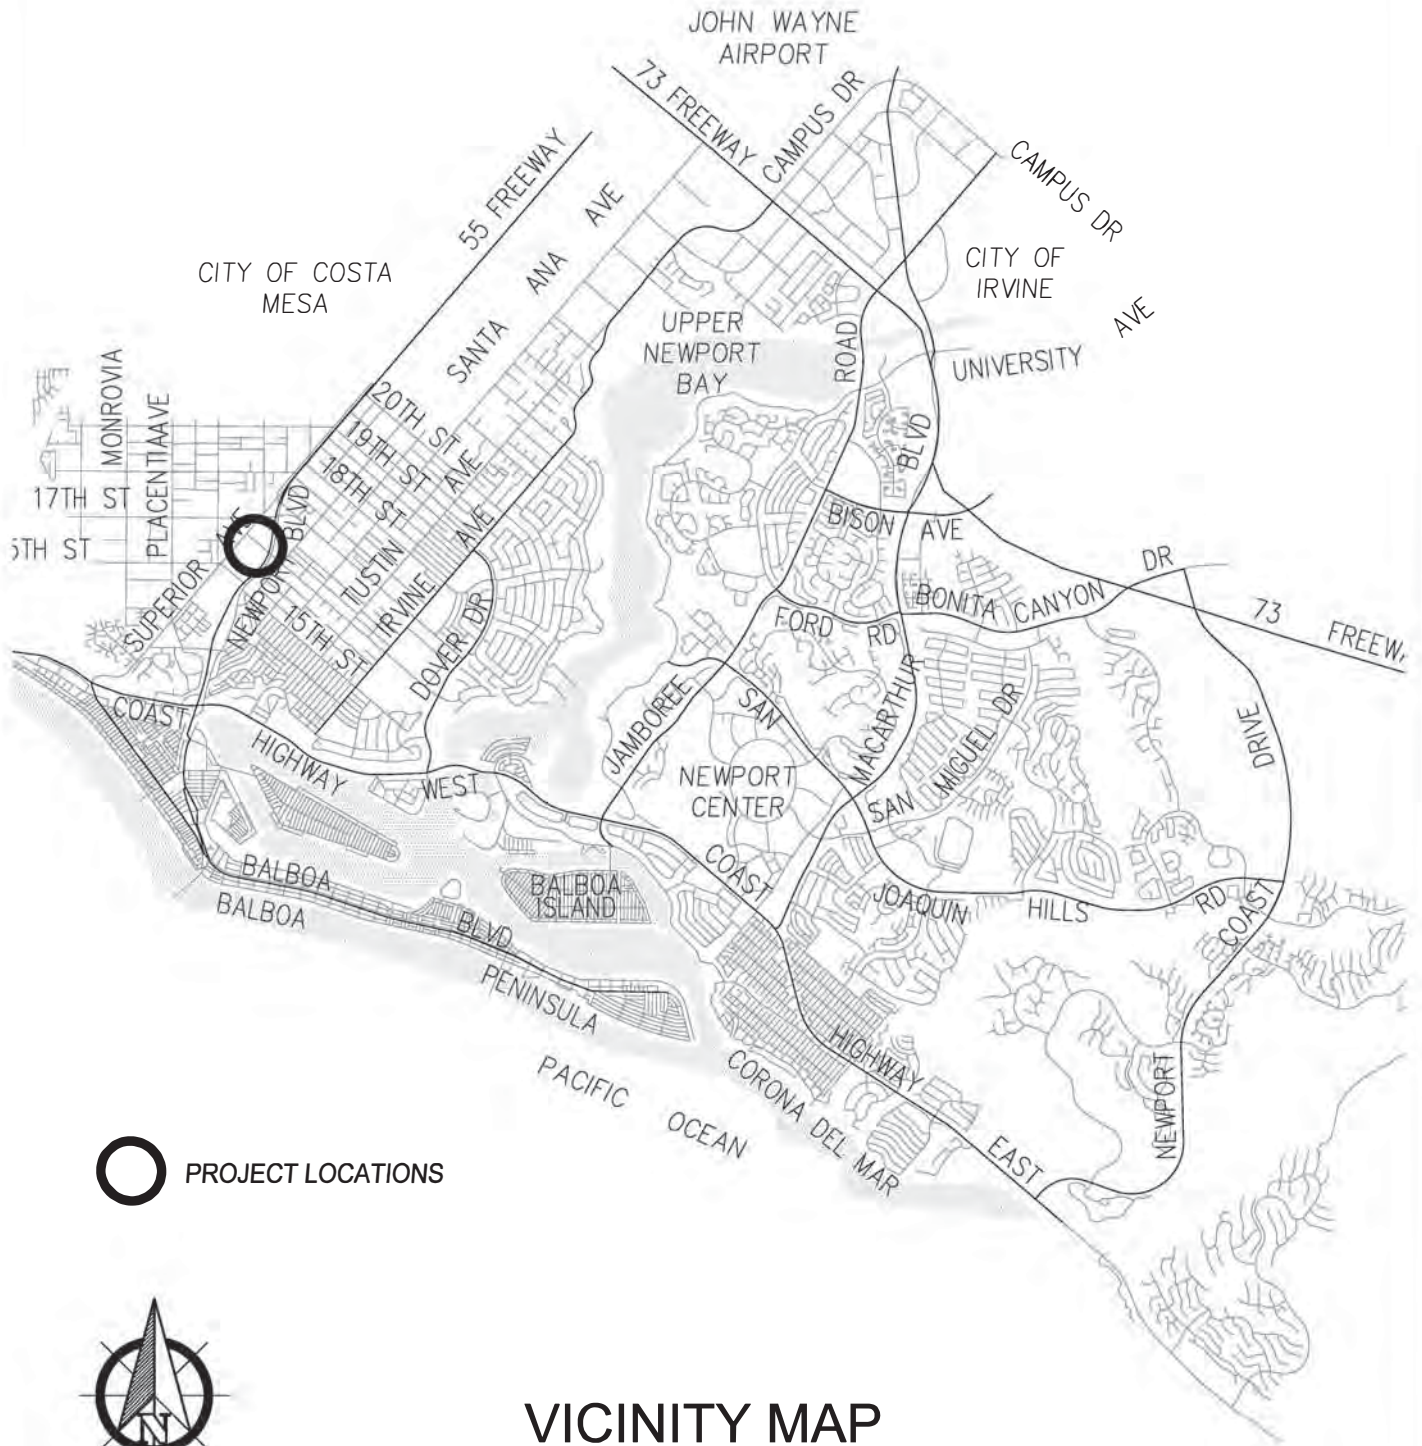 JOHN WAYNE
AIRPORT
73 FREEWAY
CAMPUS DR
CAMPUS DR
55 FREEWAY
SANTA ANA AVE
CITY OF COSTA
MESA
CITY OF
IRVINE
AVE
UNIVERSITY
UPPER
NEWPORT
BAY
ROAD
MONROVIA
PLACENTIAAVE
20TH ST
19TH ST
18TH ST
17TH ST
5TH ST
BLVD
BLVD
AVE
SUPERIOR
NEWPORT
TUSTIN AVE
IRVINE AVE
15TH ST
DOVER DR
BISON AVE
BONITA CANYON DR
FORD RD
73 FREEW
MACARTHUR
JAMBOREE
SAN
SAN MIGUEL DR
DRIVE
COAST
HIGHWAY
WEST
NEWPORT
CENTER
COAST
JOAQUIN
HILLS
RD
COAST
BALBOA
BLVD
BALBOA
PENINSULA
BALBOA
ISLAND
HIGHWAY
EAST
NEWPORT
CORONA DEL MAR
PACIFIC OCEAN
PROJECT LOCATIONS
N
VICINITY MAP